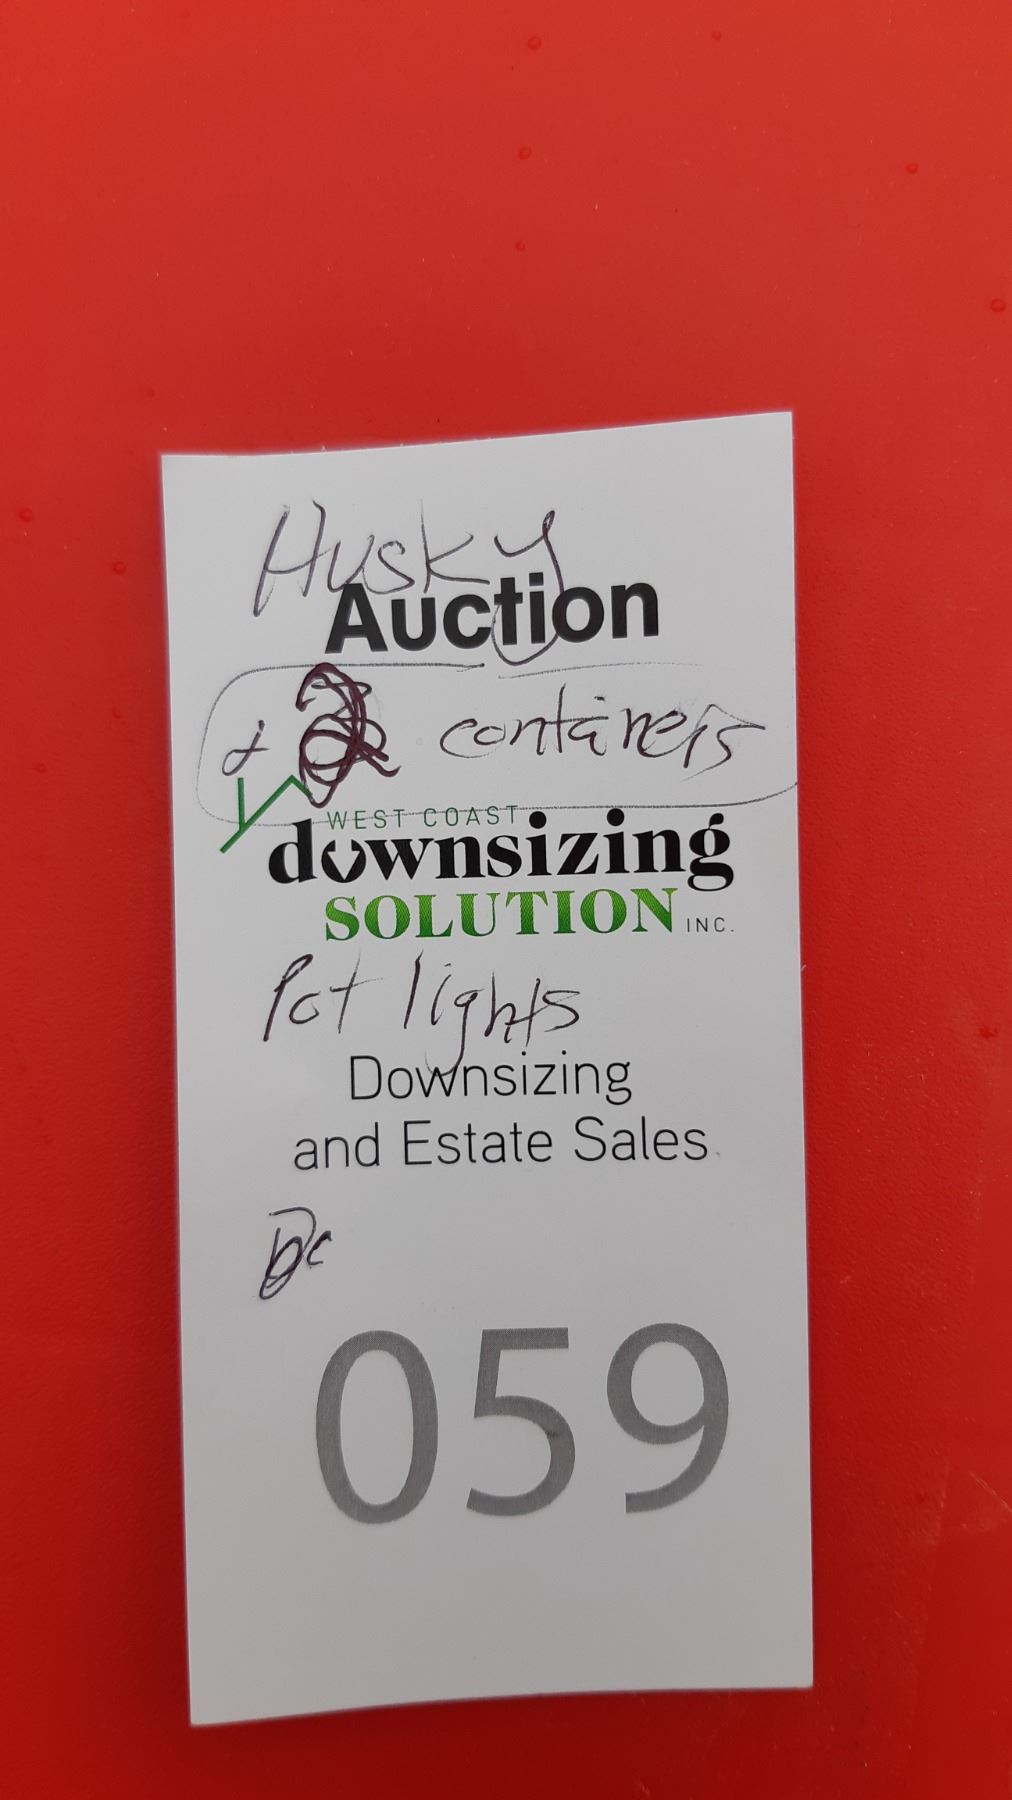 Husky
Auction
+ containers
WEST COAST
downsizing
SOLUTION INC.
Pot lights
Downsizing
and Estate Sales
059